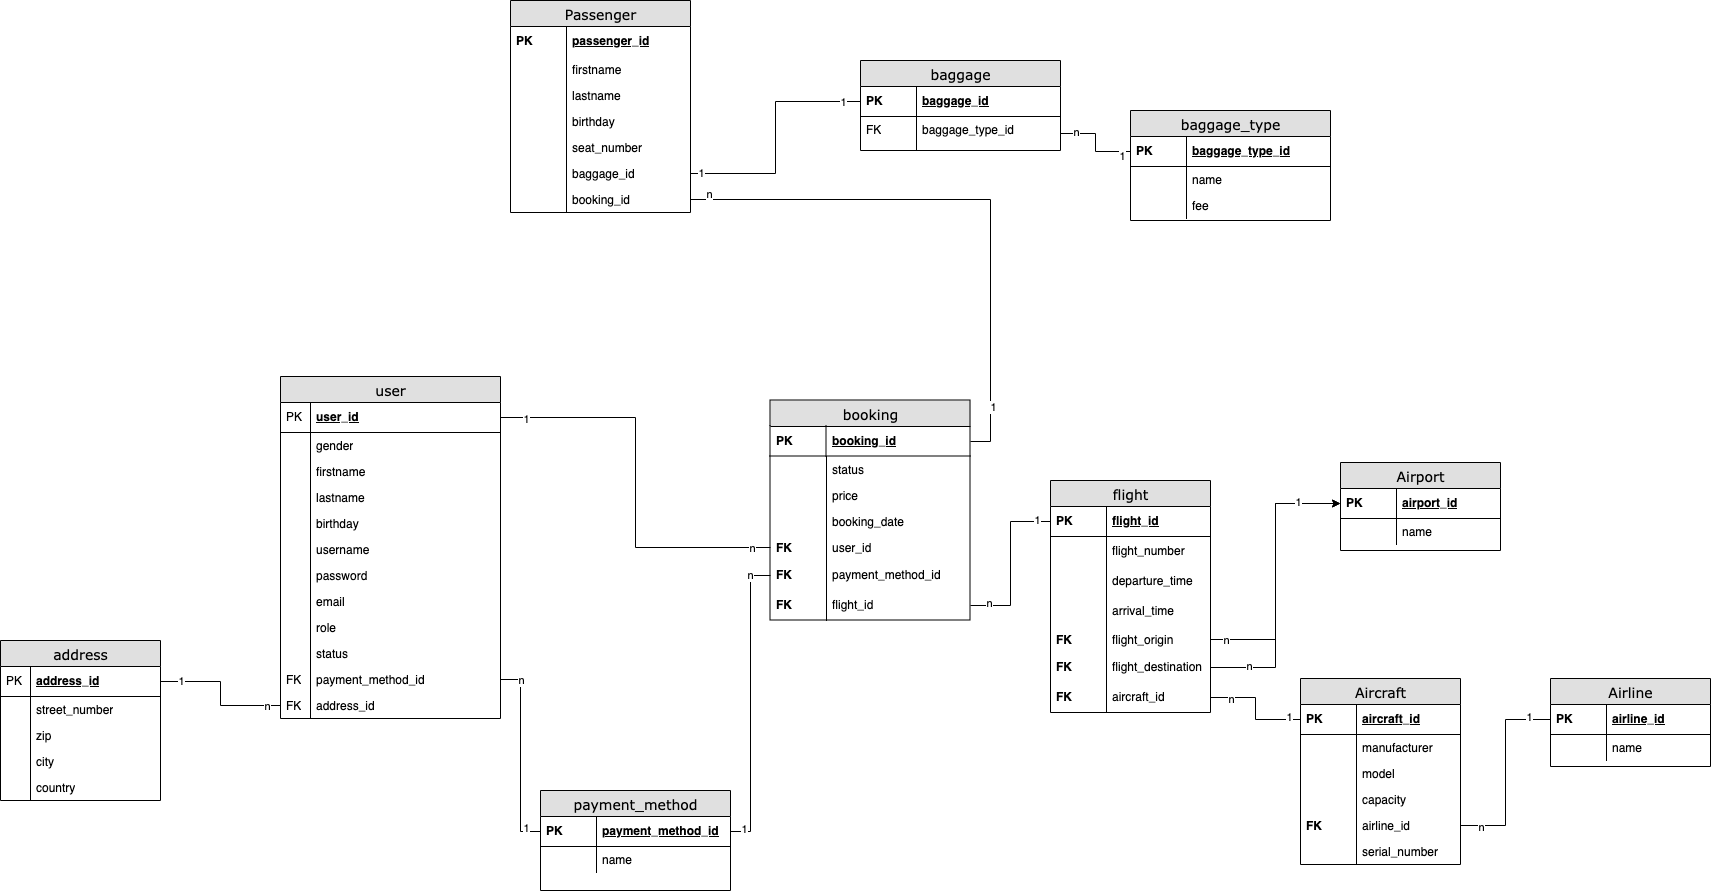 Passenger
PK passenger_id
firstname
lastname
birthday
seat_number
baggage_id 1
booking_id n
baggage
1 PK baggage_id
FK baggage_type_id n
baggage_type
1 PK baggage_type_id
name
fee
user
PK user_id 1
gender
firstname
lastname
birthday
username
password
email
role
status
FK payment_method_id n
n FK address_id
booking
1
PK booking_id
status
price
booking_date
n FK user_id
n FK payment_method_id
FK flight_id n
flight
1 PK flight_id
flight_number
departure_time
arrival_time
FK flight_origin n
FK flight_destination n
FK aircraft_id n
Airport
1 PK airport_id
name
address
PK address_id 1
street_number
zip
city
country
payment_method
1 PK payment_method_id 1
name
Aircraft
1 PK aircraft_id
manufacturer
model
capacity
FK airline_id n
serial_number
Airline
1 PK airline_id
name